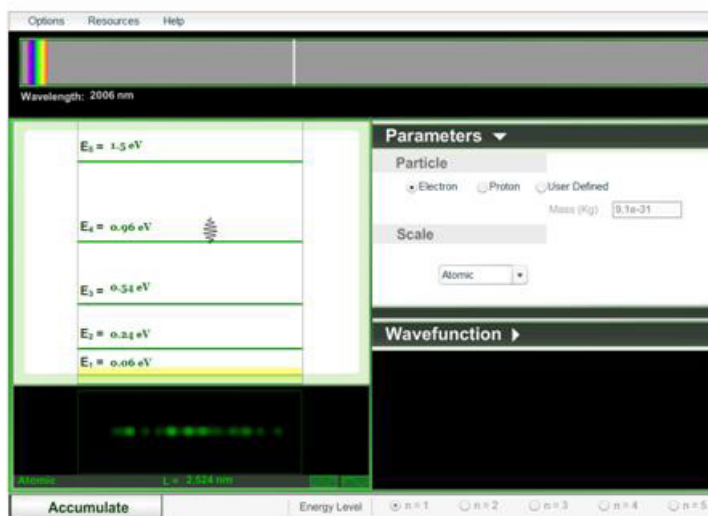 Options Resources Help
Wavelength: 2006 nm
E₅ = 1.5 eV
E₄ = 0.96 eV
E₃ = 0.54 eV
E₂ = 0.24 eV
E₁ = 0.06 eV
Atomic L = 2.524 nm
Parameters
Particle
Electron Proton User Defined
Mass (Kg) 9.1e-31
Scale
Atomic
Wavefunction
Accumulate Energy Level n = 1 n = 2 n = 3 n = 4 n = 5